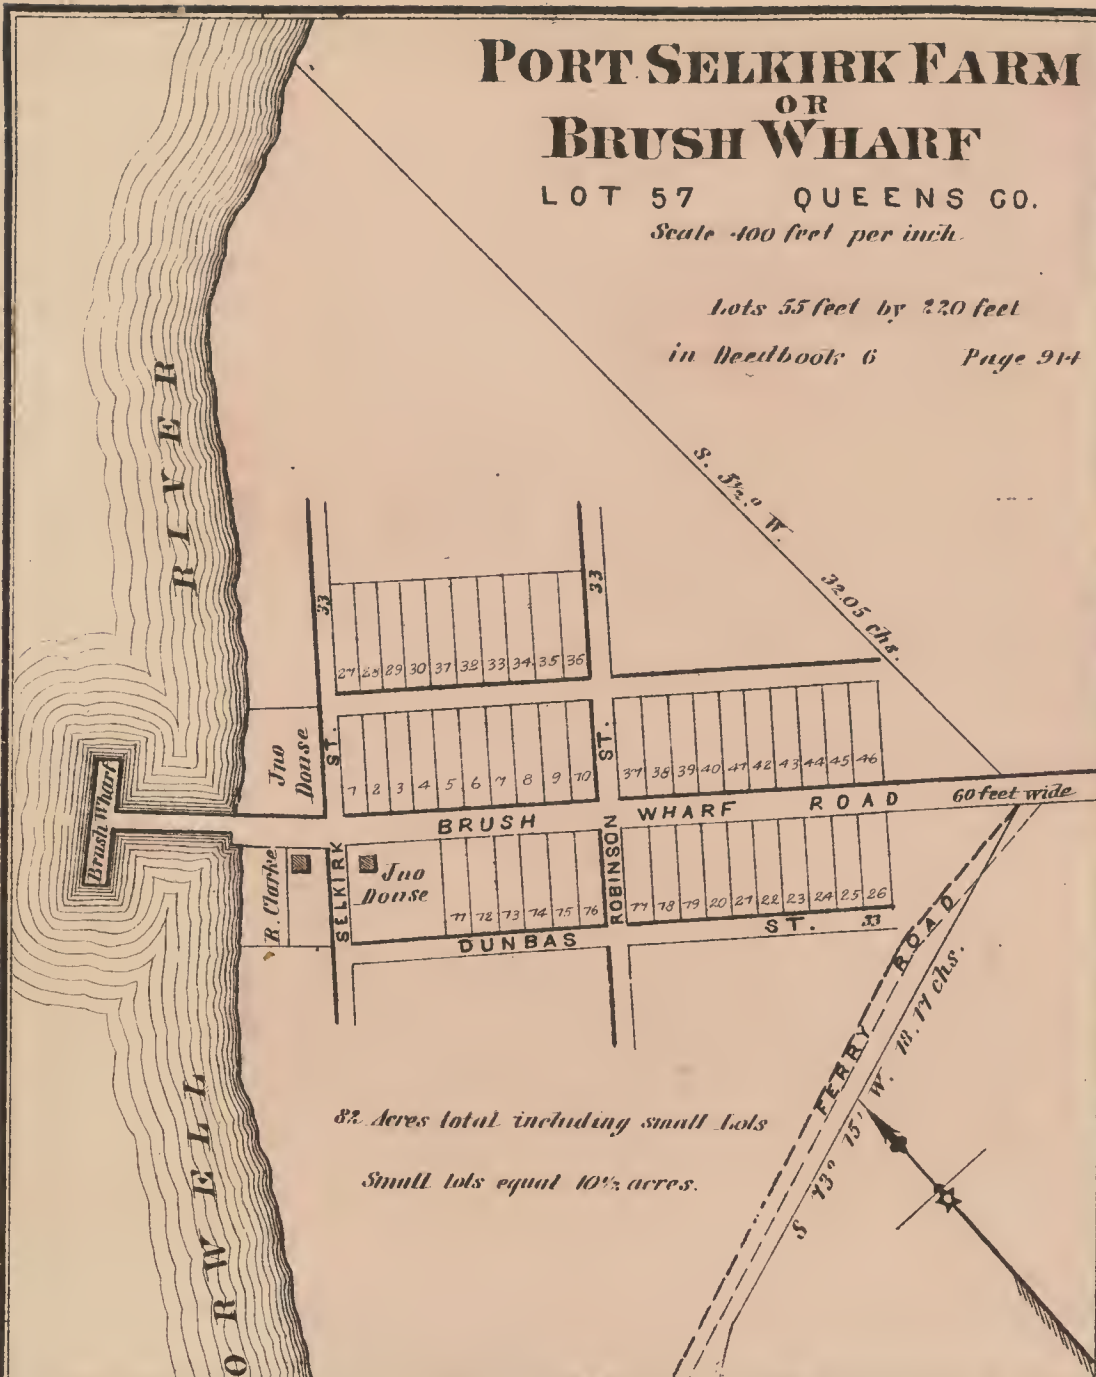 PORT SELKIRK FARM
OR
BRUSH WHARF
LOT 57 QUEENS CO.
Scale 400 feet per inch.
Lots 55 feet by 220 feet
in Deedbook 6 Page 914
RIVER
S. 5½° W.
32.05 chs.
33
33
27 28 29 30 31 32 33 34 35 36
Jno
Douse
ST.
ST.
1 2 3 4 5 6 7 8 9 10
37 38 39 40 41 42 43 44 45 46
Brush Wharf
BRUSH WHARF ROAD
60 feet wide
R. Clarke
SELKIRK
Jno
Douse
ROBINSON
11 12 13 14 15 16
17 18 19 20 21 22 23 24 25 26
DUNBAS ST. 33
FERRY ROAD
S 13° 15' W. 18.17 chs.
82 Acres total including small Lots
Small lots equal 10½ acres.
ORWELL